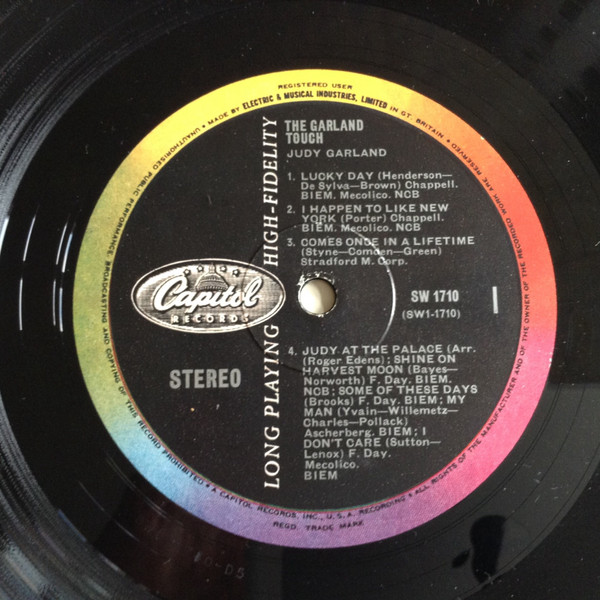 REGISTERED USER
• MADE BY ELECTRIC & MUSICAL INDUSTRIES, LIMITED IN GT. BRITAIN •
UNAUTHORISED PUBLIC PERFORMANCE, BROADCASTING AND COPYING OF THIS RECORD PROHIBITED • A CAPITOL RECORDS, INC., U.S.A. RECORDING • ALL RIGHTS OF THE MANUFACTURER AND OF THE OWNER OF THE RECORDED WORK ARE RESERVED
REGD. TRADE MARK
LONG PLAYING HIGH-FIDELITY
THE GARLAND
TOUCH
JUDY GARLAND
1. LUCKY DAY (Henderson—
De Sylva—Brown) Chappell.
BIEM. Mecolico. NCB
2. I HAPPEN TO LIKE NEW
YORK (Porter) Chappell.
BIEM. Mecolico. NCB
3. COMES ONCE IN A LIFETIME
(Styne—Comden—Green)
Stradford M. Corp.
Capitol
RECORDS
SW 1710
(SW1-1710)
1
STEREO
4. JUDY AT THE PALACE (Arr.
(Roger Edens); SHINE ON
HARVEST MOON (Bayes—
Norworth) F. Day. BIEM.
NCB; SOME OF THESE DAYS
(Brooks) F. Day. BIEM; MY
MAN (Yvain—Willemetz—
Charles—Pollack)
Ascherberg. BIEM; I
DON'T CARE (Sutton—
Lenox) F. Day.
Mecolico.
BIEM